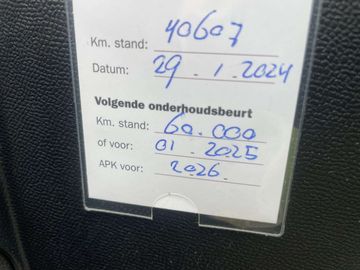 Km. stand: 40607
Datum: 29.1.2024
Volgende onderhoudsbeurt
Km. stand: 60.000
of voor: 01.2025
APK voor: 2026.